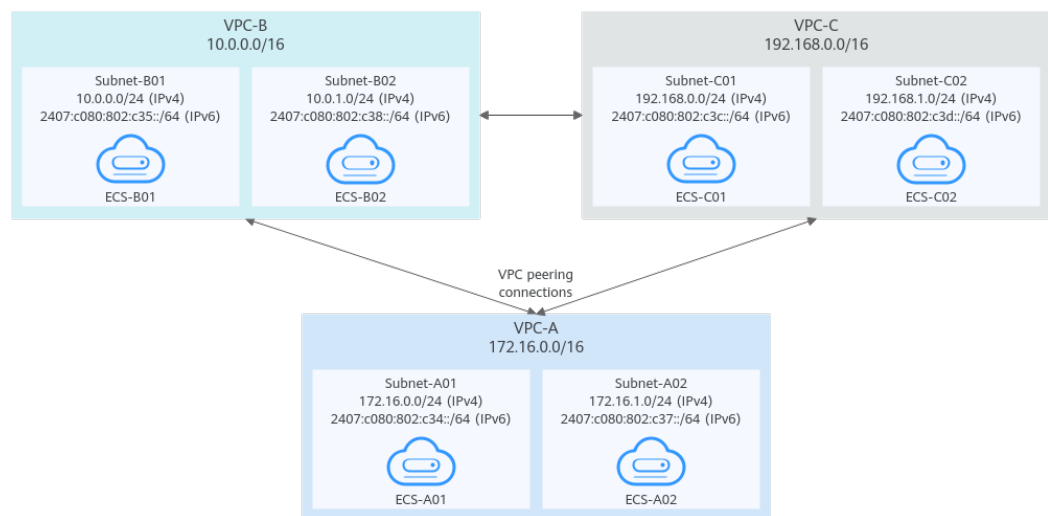 VPC-B
10.0.0.0/16
Subnet-B01
10.0.0.0/24 (IPv4)
2407:c080:802:c35::/64 (IPv6)
ECS-B01
Subnet-B02
10.0.1.0/24 (IPv4)
2407:c080:802:c38::/64 (IPv6)
ECS-B02
VPC-C
192.168.0.0/16
Subnet-C01
192.168.0.0/24 (IPv4)
2407:c080:802:c3c::/64 (IPv6)
ECS-C01
Subnet-C02
192.168.1.0/24 (IPv4)
2407:c080:802:c3d::/64 (IPv6)
ECS-C02
VPC peering
connections
VPC-A
172.16.0.0/16
Subnet-A01
172.16.0.0/24 (IPv4)
2407:c080:802:c34::/64 (IPv6)
ECS-A01
Subnet-A02
172.16.1.0/24 (IPv4)
2407:c080:802:c37::/64 (IPv6)
ECS-A02